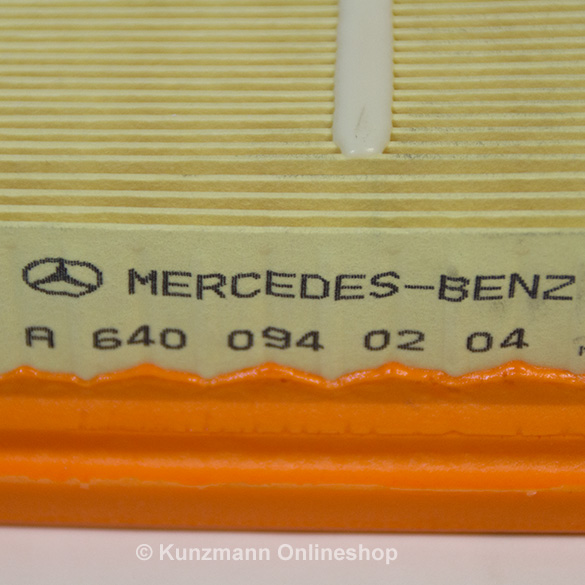 MERCEDES-BENZ
A 640 094 02 04
© Kunzmann Onlineshop